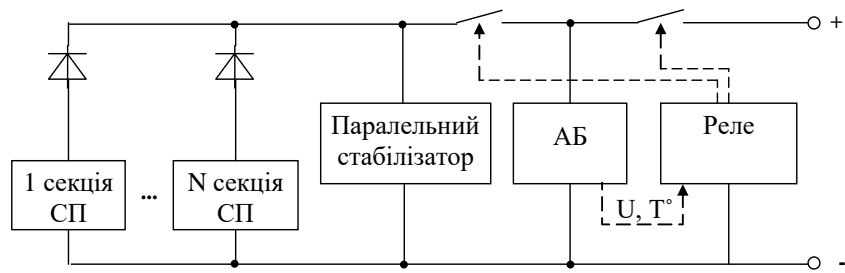 +
Паралельний
стабілізатор
АБ
Реле
1 секція
СП
...
N секція
СП
U, T°
-